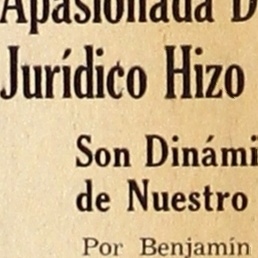 Apasionada D
Jurídico Hizo
Son Dinámi
de Nuestro
Por Benjamín